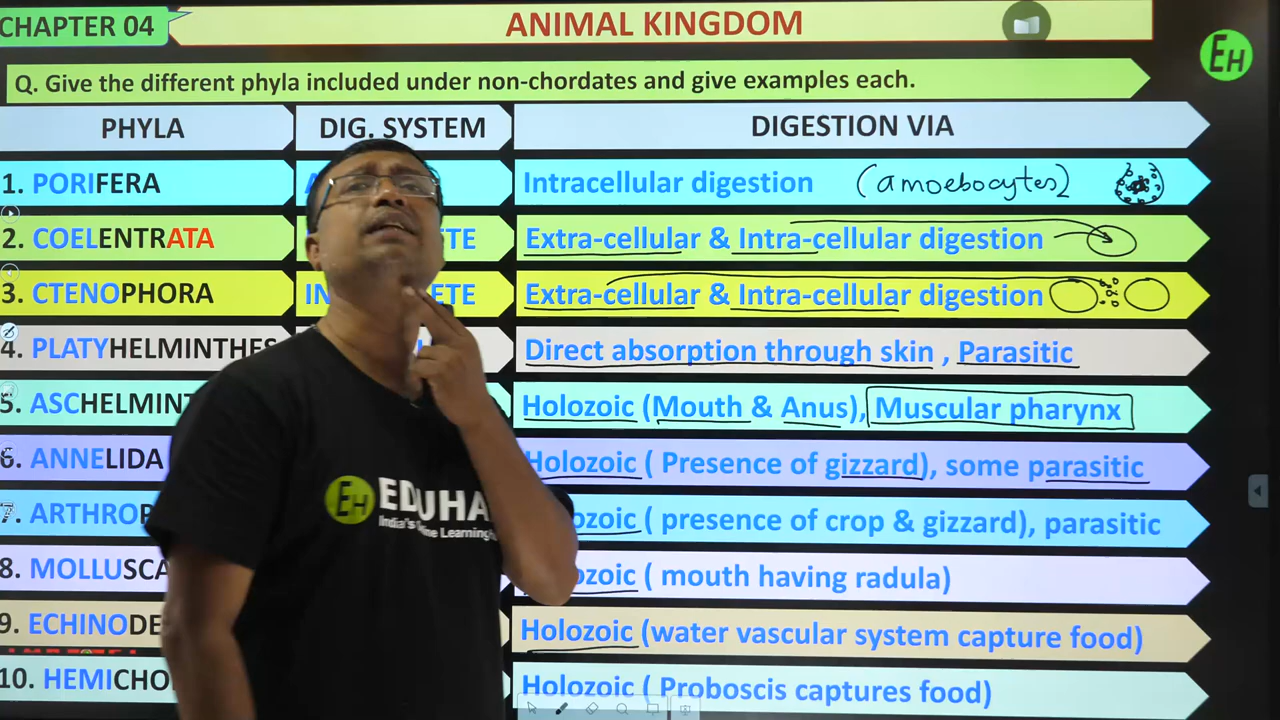 CHAPTER 04
ANIMAL KINGDOM
EH
Q. Give the different phyla included under non-chordates and give examples each.
PHYLA DIG. SYSTEM DIGESTION VIA
1. PORIFERA A Intracellular digestion (amoebocytes)
2. COELENTRATA ETE Extra-cellular & Intra-cellular digestion
3. CTENOPHORA IN ETE Extra-cellular & Intra-cellular digestion
4. PLATYHELMINTHES Direct absorption through skin , Parasitic
5. ASCHELMINT Holozoic (Mouth & Anus), Muscular pharynx
6. ANNELIDA Holozoic ( Presence of gizzard), some parasitic
7. ARTHROP ozoic ( presence of crop & gizzard), parasitic
8. MOLLUSCA ozoic ( mouth having radula)
9. ECHINODE Holozoic (water vascular system capture food)
10. HEMICHO Holozoic ( Proboscis captures food)
EH EDUHA
India's ne Learning